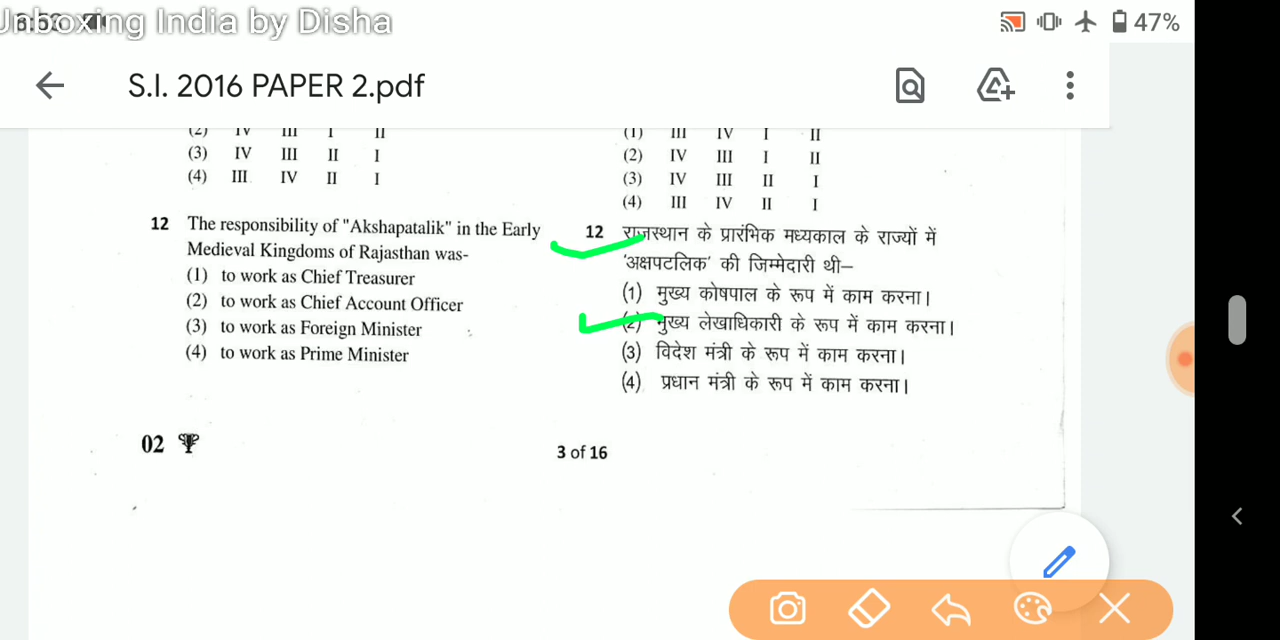 Unboxing India by Disha
47%
S.I. 2016 PAPER 2.pdf
(2) IV III I II
(3) IV III II I
(4) III IV II I
12 The responsibility of "Akshapatalik" in the Early
Medieval Kingdoms of Rajasthan was-
(1) to work as Chief Treasurer
(2) to work as Chief Account Officer
(3) to work as Foreign Minister
(4) to work as Prime Minister
(1) III IV I II
(2) IV III I II
(3) IV III II I
(4) III IV II I
12 राजस्थान के प्रारंभिक मध्यकाल के राज्यों में
'अक्षपटलिक' की जिम्मेदारी थी—
(1) मुख्य कोषपाल के रूप में काम करना।
(2) मुख्य लेखाधिकारी के रूप में काम करना।
(3) विदेश मंत्री के रूप में काम करना।
(4) प्रधान मंत्री के रूप में काम करना।
02
3 of 16